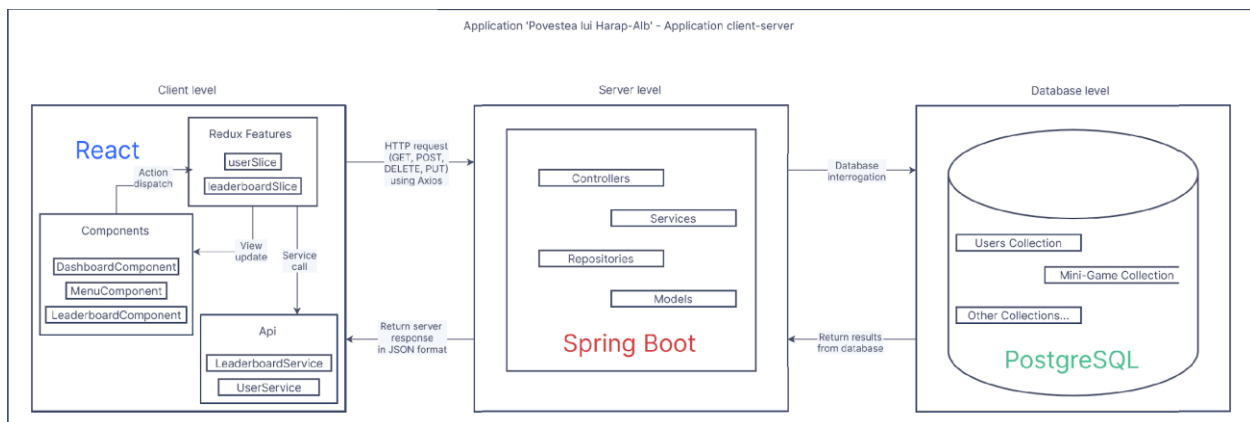 Application 'Povestea lui Harap-Alb' - Application client-server
Client level
React
Redux Features
userSlice
leaderboardSlice
Action
dispatch
Components
DashboardComponent
MenuComponent
LeaderboardComponent
View
update
Service
call
Api
LeaderboardService
UserService
HTTP request
(GET, POST,
DELETE, PUT)
using Axios
Return server
response
in JSON format
Server level
Controllers
Services
Repositories
Models
Spring Boot
Database
interrogation
Return results
from database
Database level
Users Collection
Mini-Game Collection
Other Collections...
PostgreSQL